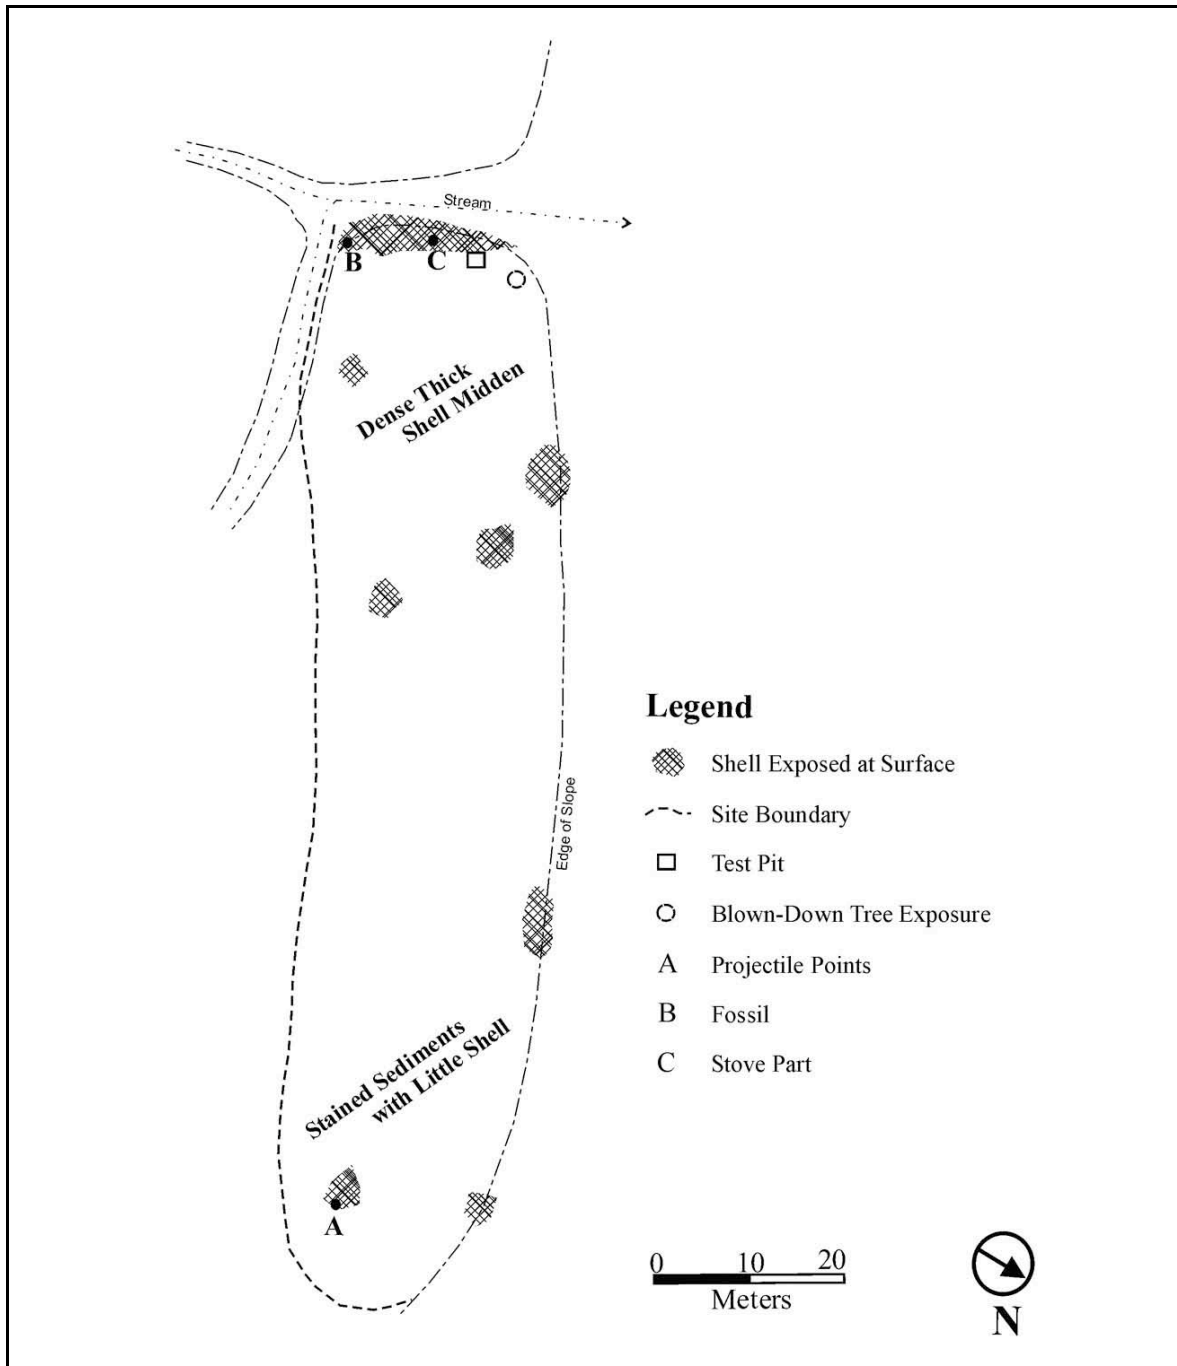 Stream
B
C
Dense Thick
Shell Midden
Edge of Slope
Stained Sediments
with Little Shell
A
Legend
Shell Exposed at Surface
Site Boundary
Test Pit
Blown-Down Tree Exposure
A Projectile Points
B Fossil
C Stove Part
0 10 20
Meters
N